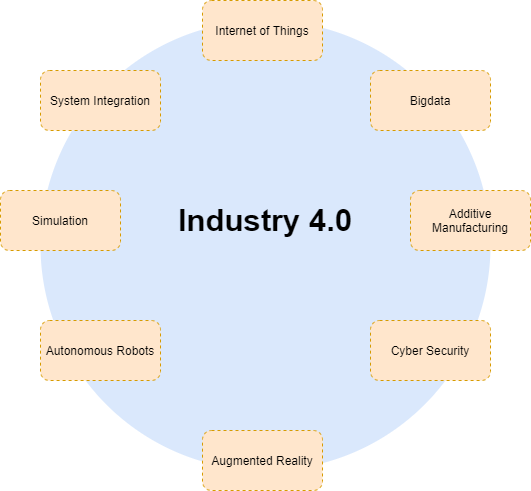 Internet of Things
System Integration
Bigdata
Simulation
Industry 4.0
Additive
Manufacturing
Autonomous Robots
Cyber Security
Augmented Reality